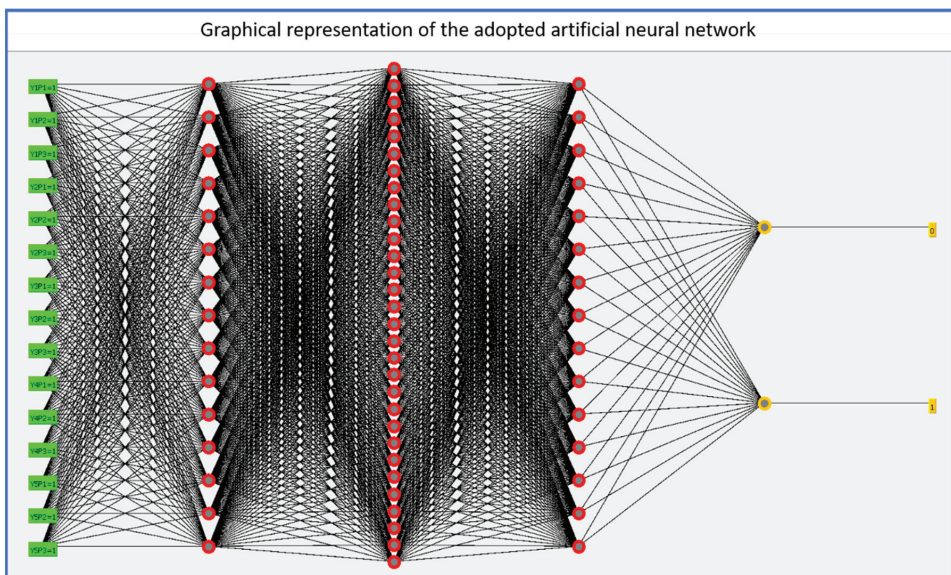 Graphical representation of the adopted artificial neural network
Y1P1=1
Y1P2=1
Y1P3=1
Y2P1=1
Y2P2=1
Y2P3=1
Y3P1=1
Y3P2=1
Y3P3=1
Y4P1=1
Y4P2=1
Y4P3=1
Y5P1=1
Y5P2=1
Y5P3=1
0
1